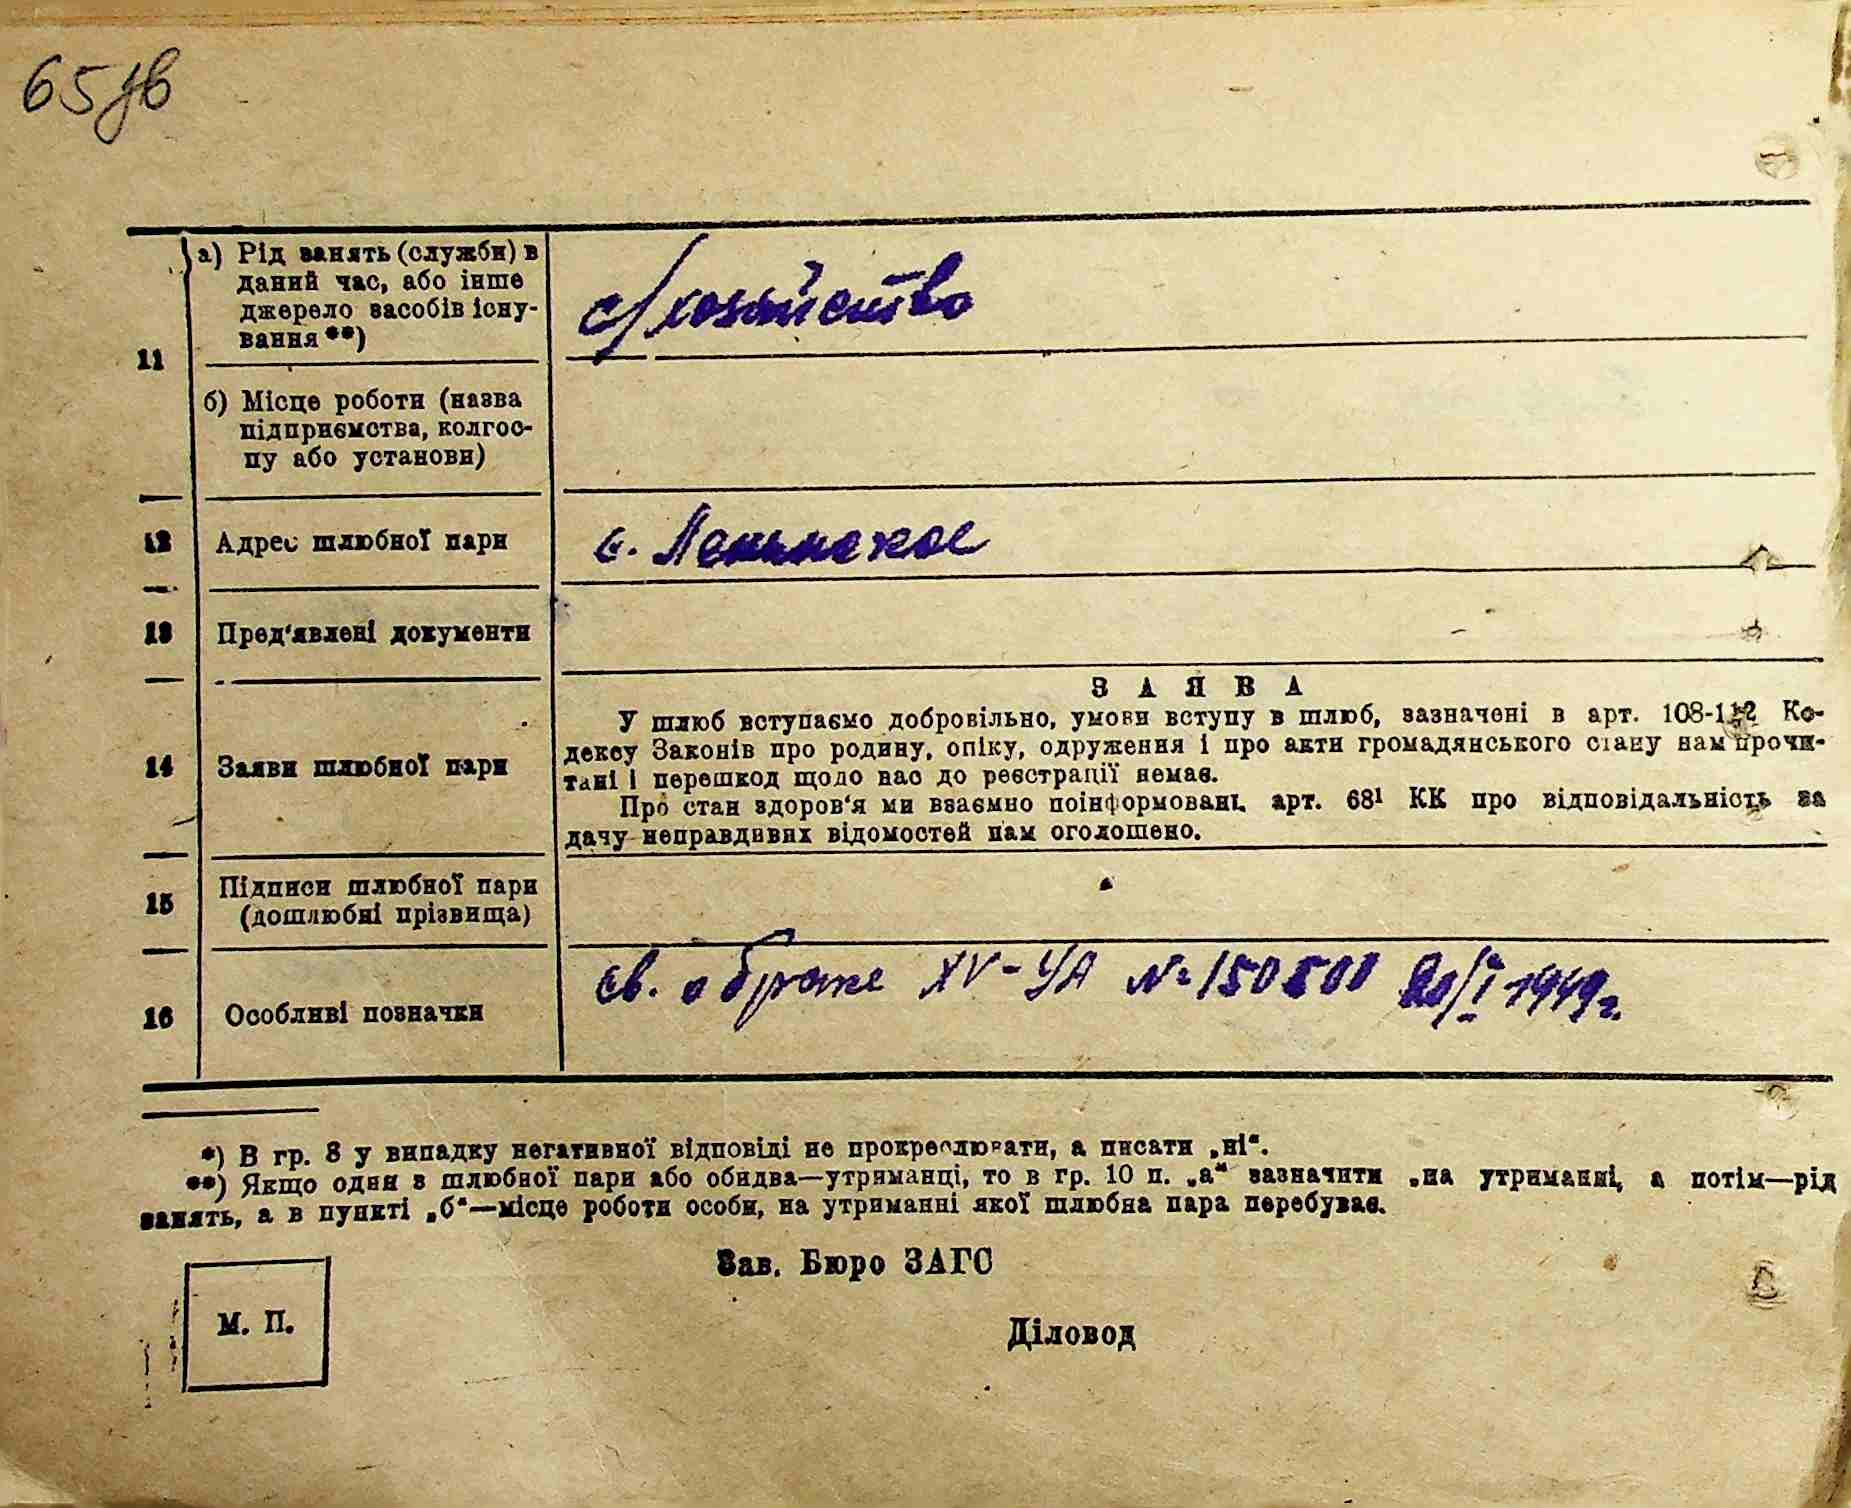 65зв
а) Рід занять (служби) в
даний час, або інше
джерело засобів існу-
вання **)
с/хозяйство
11
б) Місце роботи (назва
підприємства, колгос-
пу або установи)
12 Адрес шлюбної пари с. Ленинское
13 Пред'явлені документи
З А Я В А
У шлюб вступаємо добровільно, умови вступу в шлюб, зазначені в арт. 108-112 Ко-
дексу Законів про родину, опіку, одруження і про акти громадянського стану нам прочи-
тані і перешкод щодо нас до реєстрації немає.
14 Заяви шлюбної пари
Про стан здоров'я ми взаємно поінформовані, арт. 68¹ КК про відповідальність за
дачу неправдивих відомостей нам оголошено.
15 Підписи шлюбної пари
(дошлюбні прізвища)
16 Особливі позначки
св. о браке XV-УА № 150500 20/I-1949г.
*) В гр. 8 у випадку негативної відповіді не прокреслювати, а писати „ні“.
**) Якщо один з шлюбної пари або обидва—утриманці, то в гр. 10 п. „а“ зазначити „на утриманні, а потім—рід
занять, а в пункті „б“—місце роботи особи, на утриманні якої шлюбна пара перебуває.
Зав. Бюро ЗАГС
М. П.
Діловод